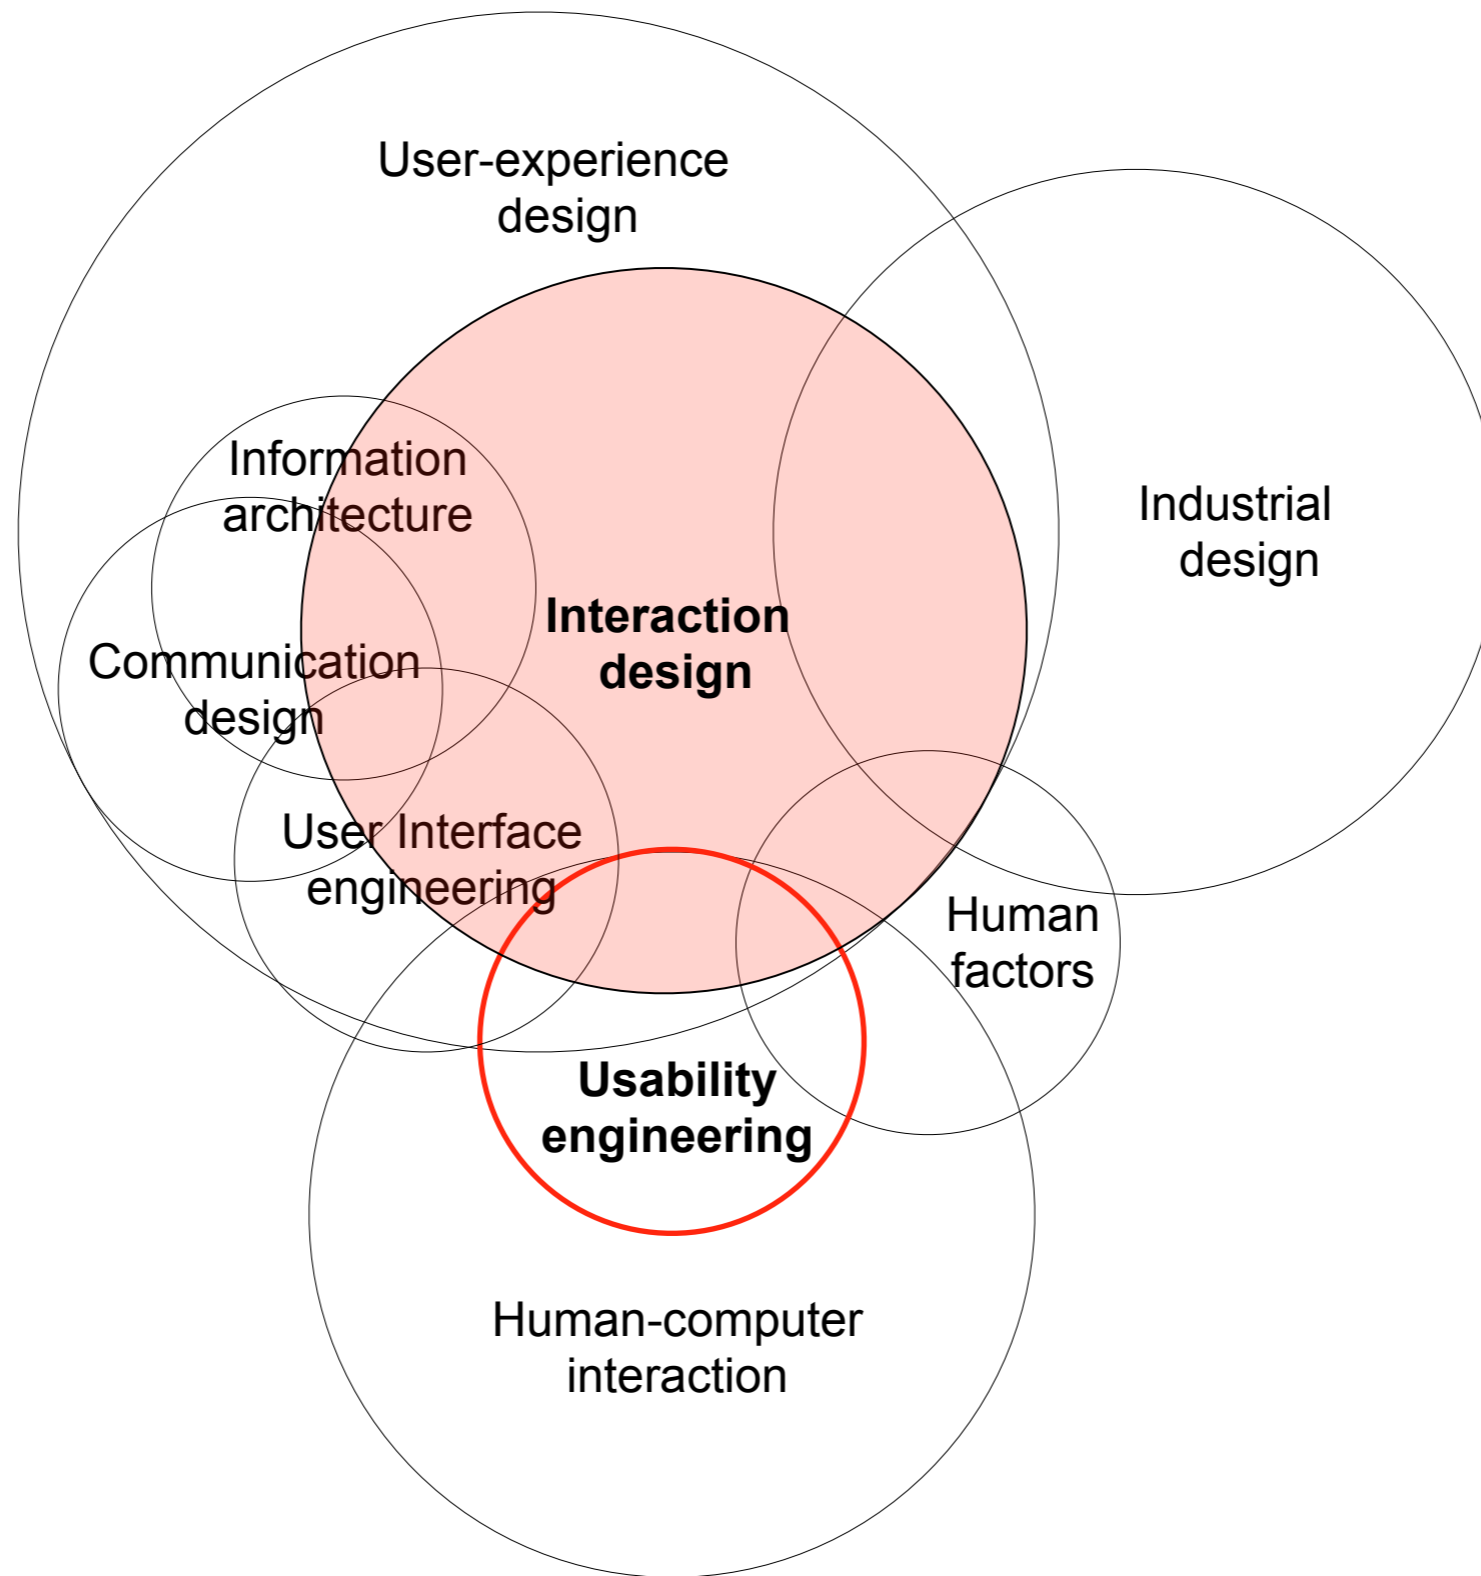 User-experience
design
Information
architecture
Industrial
design
Interaction
design
Communication
design
User Interface
engineering
Human
factors
Usability
engineering
Human-computer
interaction